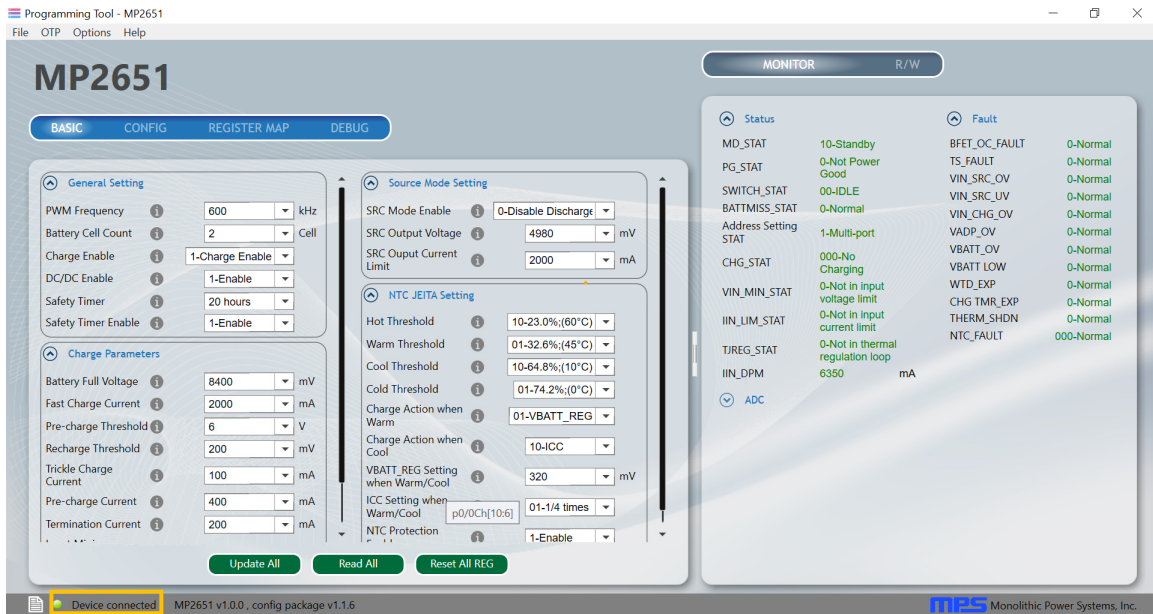 Programming Tool - MP2651
File OTP Options Help
MP2651
BASIC CONFIG REGISTER MAP DEBUG
General Setting
PWM Frequency 600 kHz
Battery Cell Count 2 Cell
Charge Enable 1-Charge Enable
DC/DC Enable 1-Enable
Safety Timer 20 hours
Safety Timer Enable 1-Enable
Charge Parameters
Battery Full Voltage 8400 mV
Fast Charge Current 2000 mA
Pre-charge Threshold 6 V
Recharge Threshold 200 mV
Trickle Charge
Current 100 mA
Pre-charge Current 400 mA
Termination Current 200 mA
Source Mode Setting
SRC Mode Enable 0-Disable Discharge
SRC Output Voltage 4980 mV
SRC Ouput Current
Limit 2000 mA
NTC JEITA Setting
Hot Threshold 10-23.0%;(60°C)
Warm Threshold 01-32.6%;(45°C)
Cool Threshold 10-64.8%;(10°C)
Cold Threshold 01-74.2%;(0°C)
Charge Action when
Warm 01-VBATT_REG
Charge Action when
Cool 10-ICC
VBATT_REG Setting
when Warm/Cool 320 mV
ICC Setting when
Warm/Cool 01-1/4 times
p0/0Ch[10:6]
NTC Protection
1-Enable
Update All Read All Reset All REG
MONITOR R/W
Status
MD_STAT 10-Standby
PG_STAT 0-Not Power
Good
SWITCH_STAT 00-IDLE
BATTMISS_STAT 0-Normal
Address Setting
STAT 1-Multi-port
CHG_STAT 000-No
Charging
VIN_MIN_STAT 0-Not in input
voltage limit
IIN_LIM_STAT 0-Not in input
current limit
TJREG_STAT 0-Not in thermal
regulation loop
IIN_DPM 6350 mA
ADC
Fault
BFET_OC_FAULT 0-Normal
TS_FAULT 0-Normal
VIN_SRC_OV 0-Normal
VIN_SRC_UV 0-Normal
VIN_CHG_OV 0-Normal
VADP_OV 0-Normal
VBATT_OV 0-Normal
VBATT LOW 0-Normal
WTD_EXP 0-Normal
CHG TMR_EXP 0-Normal
THERM_SHDN 0-Normal
NTC_FAULT 000-Normal
Device connected MP2651 v1.0.0 , config package v1.1.6
mps Monolithic Power Systems, Inc.